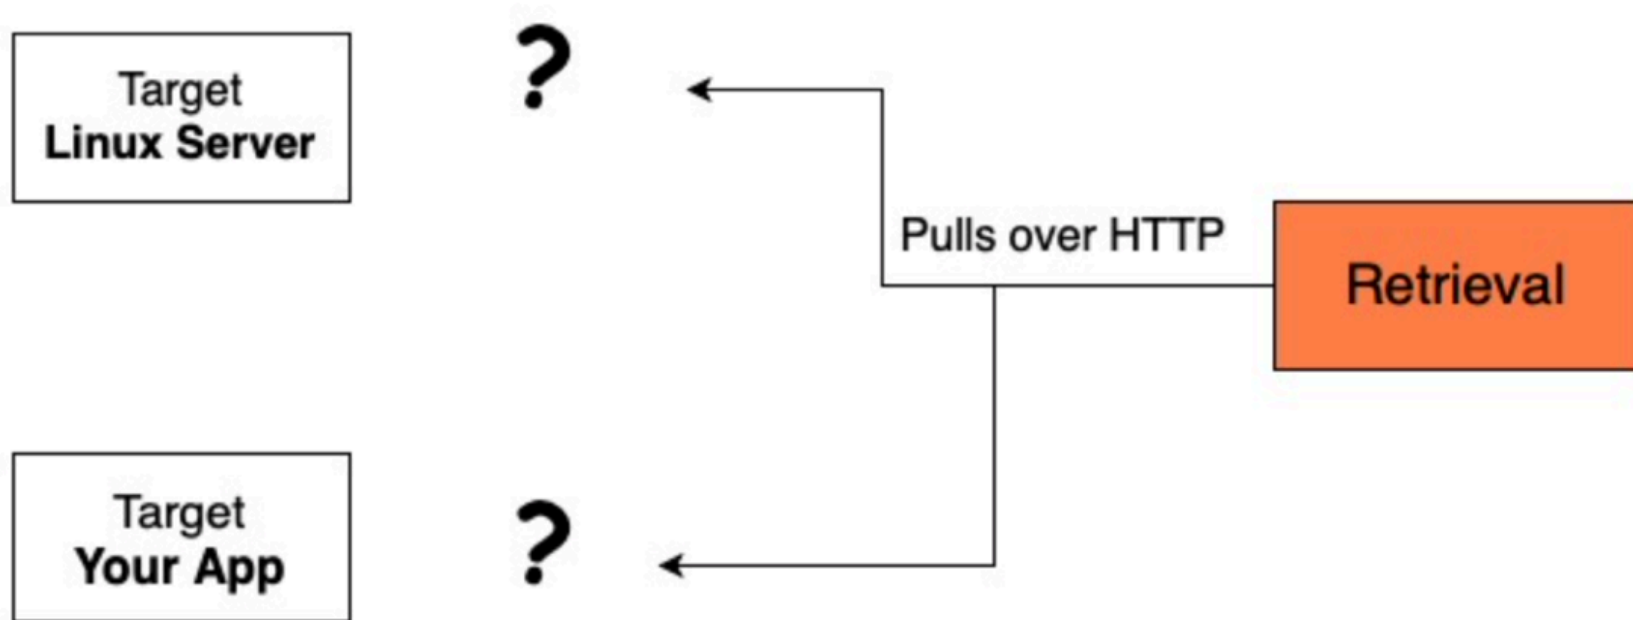 Target
Linux Server
?
Pulls over HTTP
Retrieval
Target
Your App
?